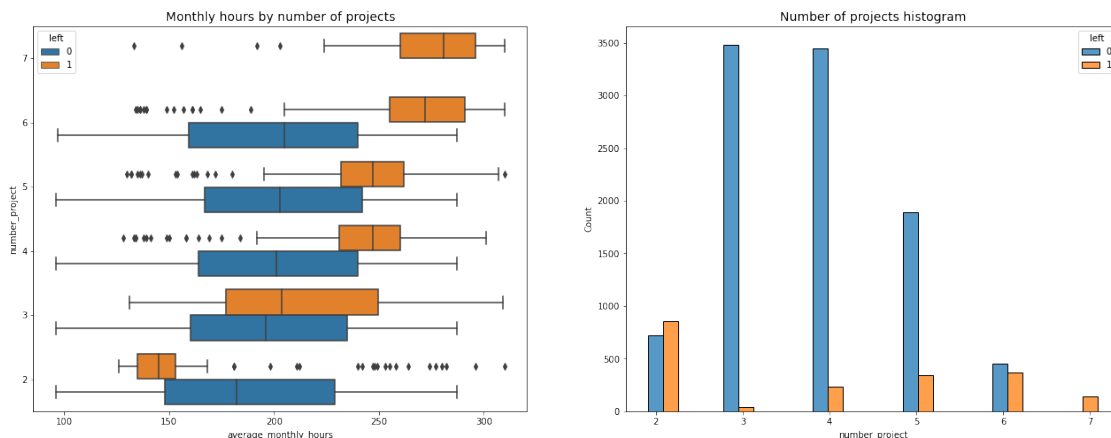 Monthly hours by number of projects
left
0
1
7
6
5
4
3
2
number_project
100 150 200 250 300
average_monthly_hours
Number of projects histogram
left
0
1
3500
3000
2500
2000
1500
1000
500
0
Count
2 3 4 5 6 7
number_project